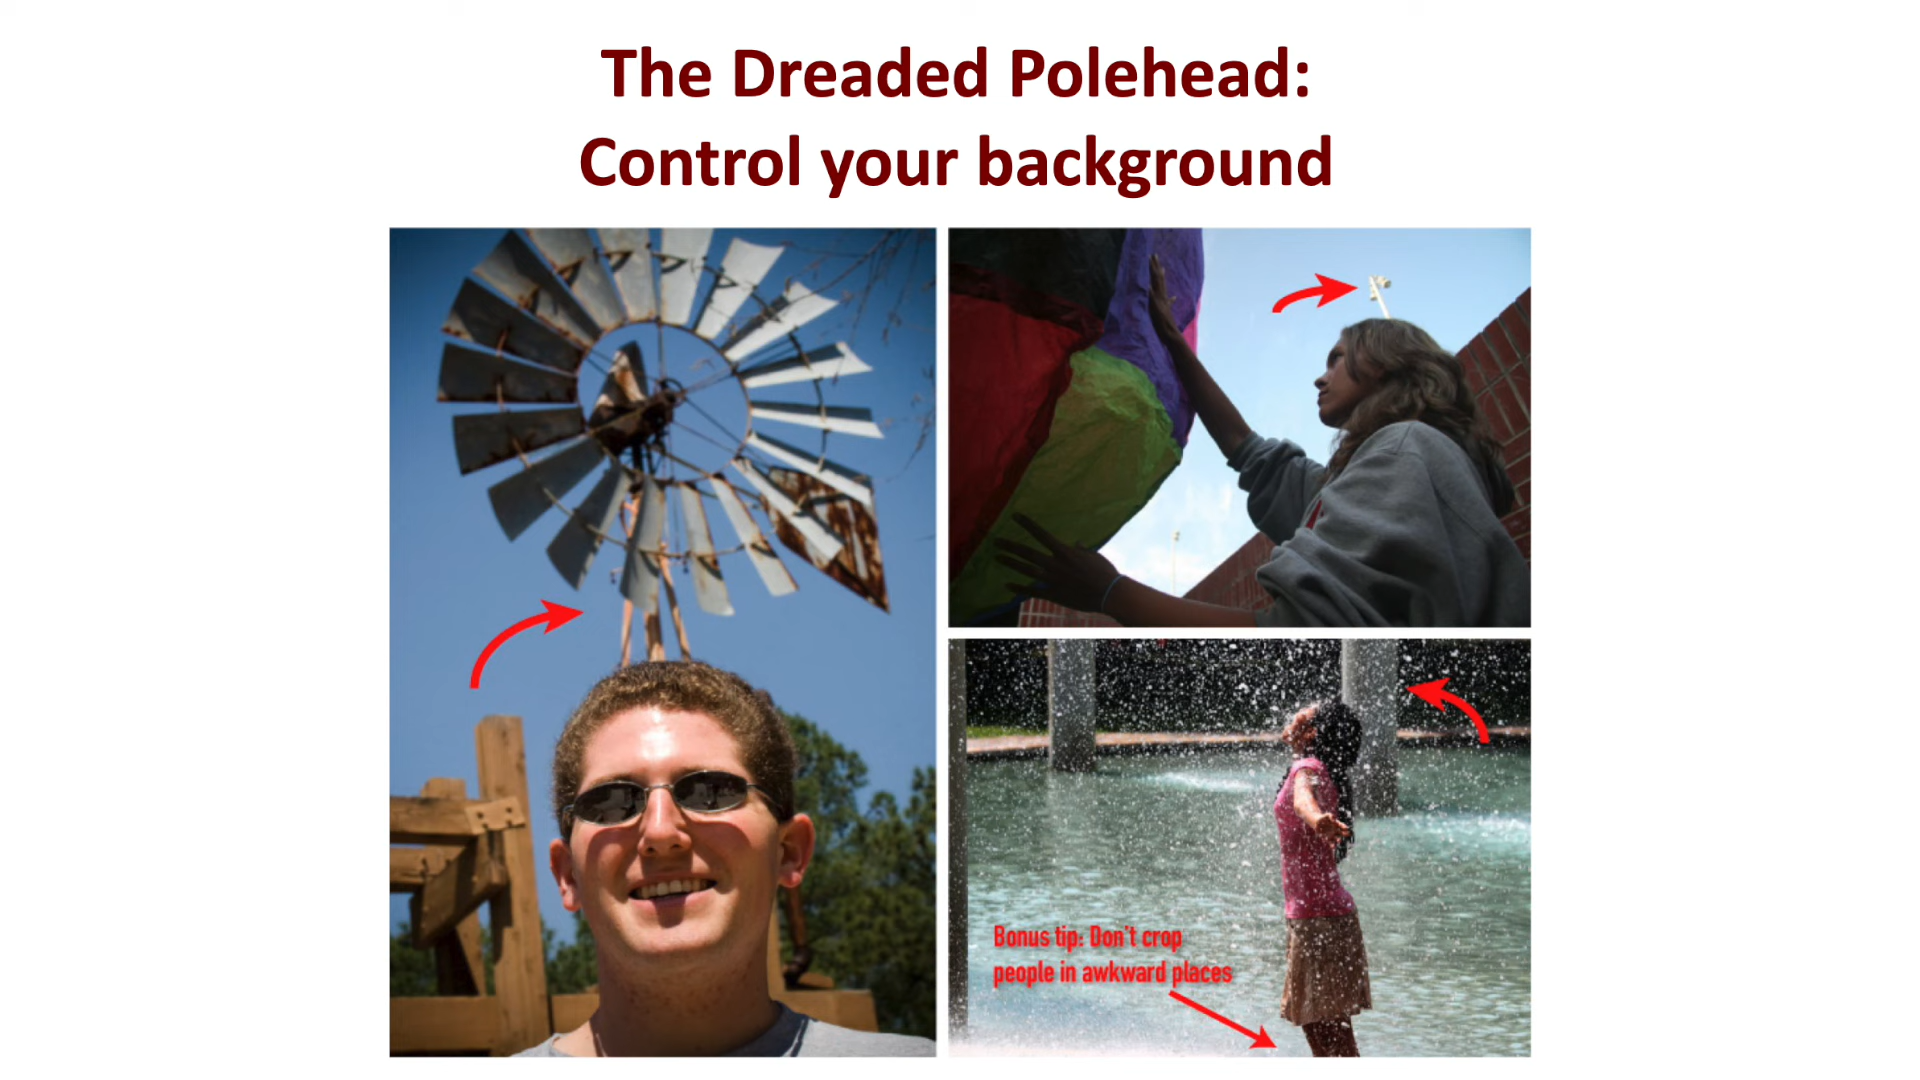 The Dreaded Polehead:
Control your background
Bonus tip: Don't crop
people in awkward places